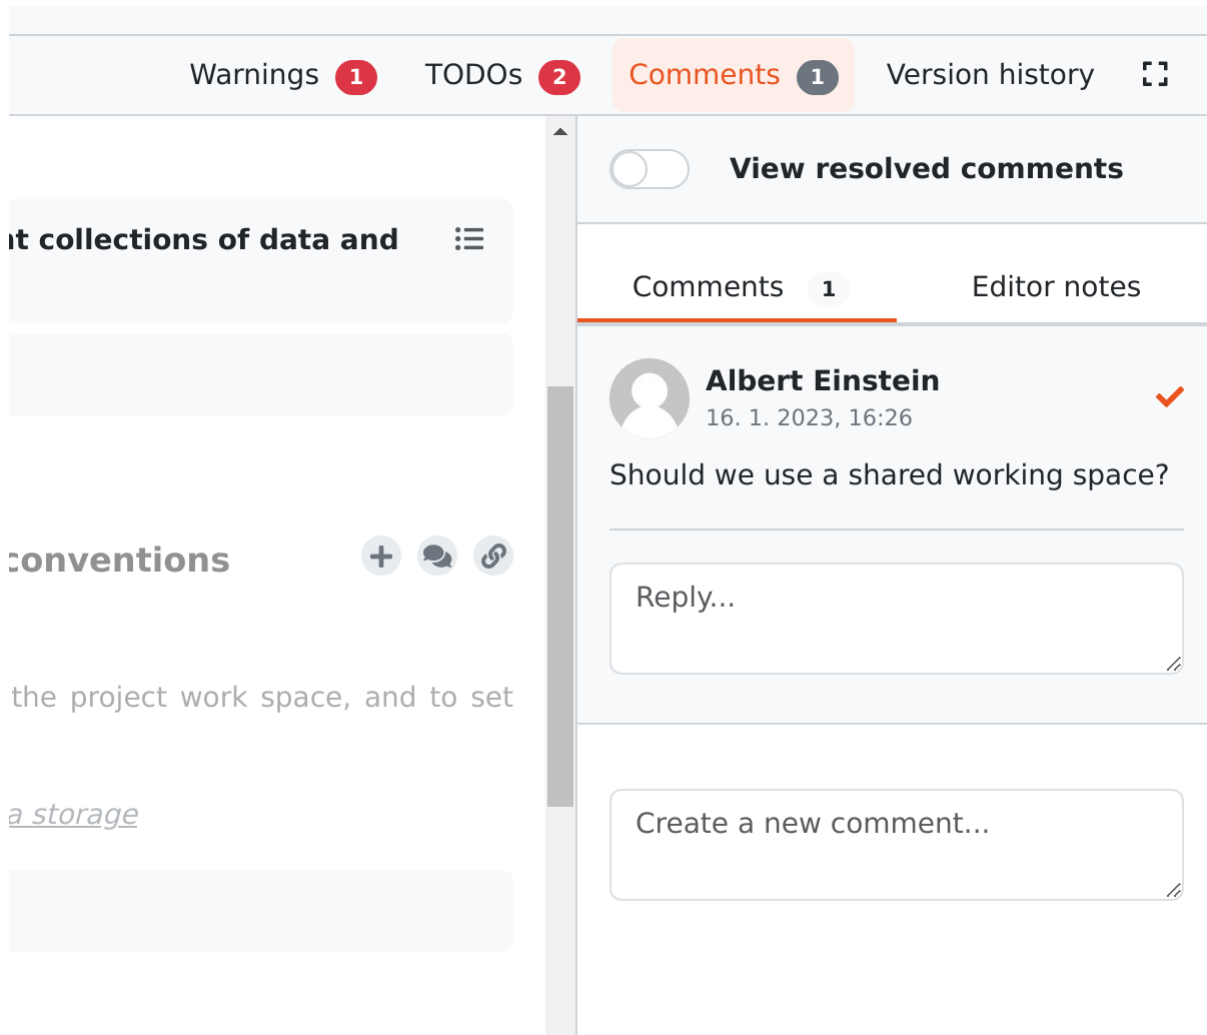 Warnings 1 TODOs 2 Comments 1 Version history
View resolved comments
collections of data and
Comments 1 Editor notes
Albert Einstein
16. 1. 2023, 16:26
Should we use a shared working space?
conventions
Reply...
the project work space, and to set
a storage
Create a new comment...